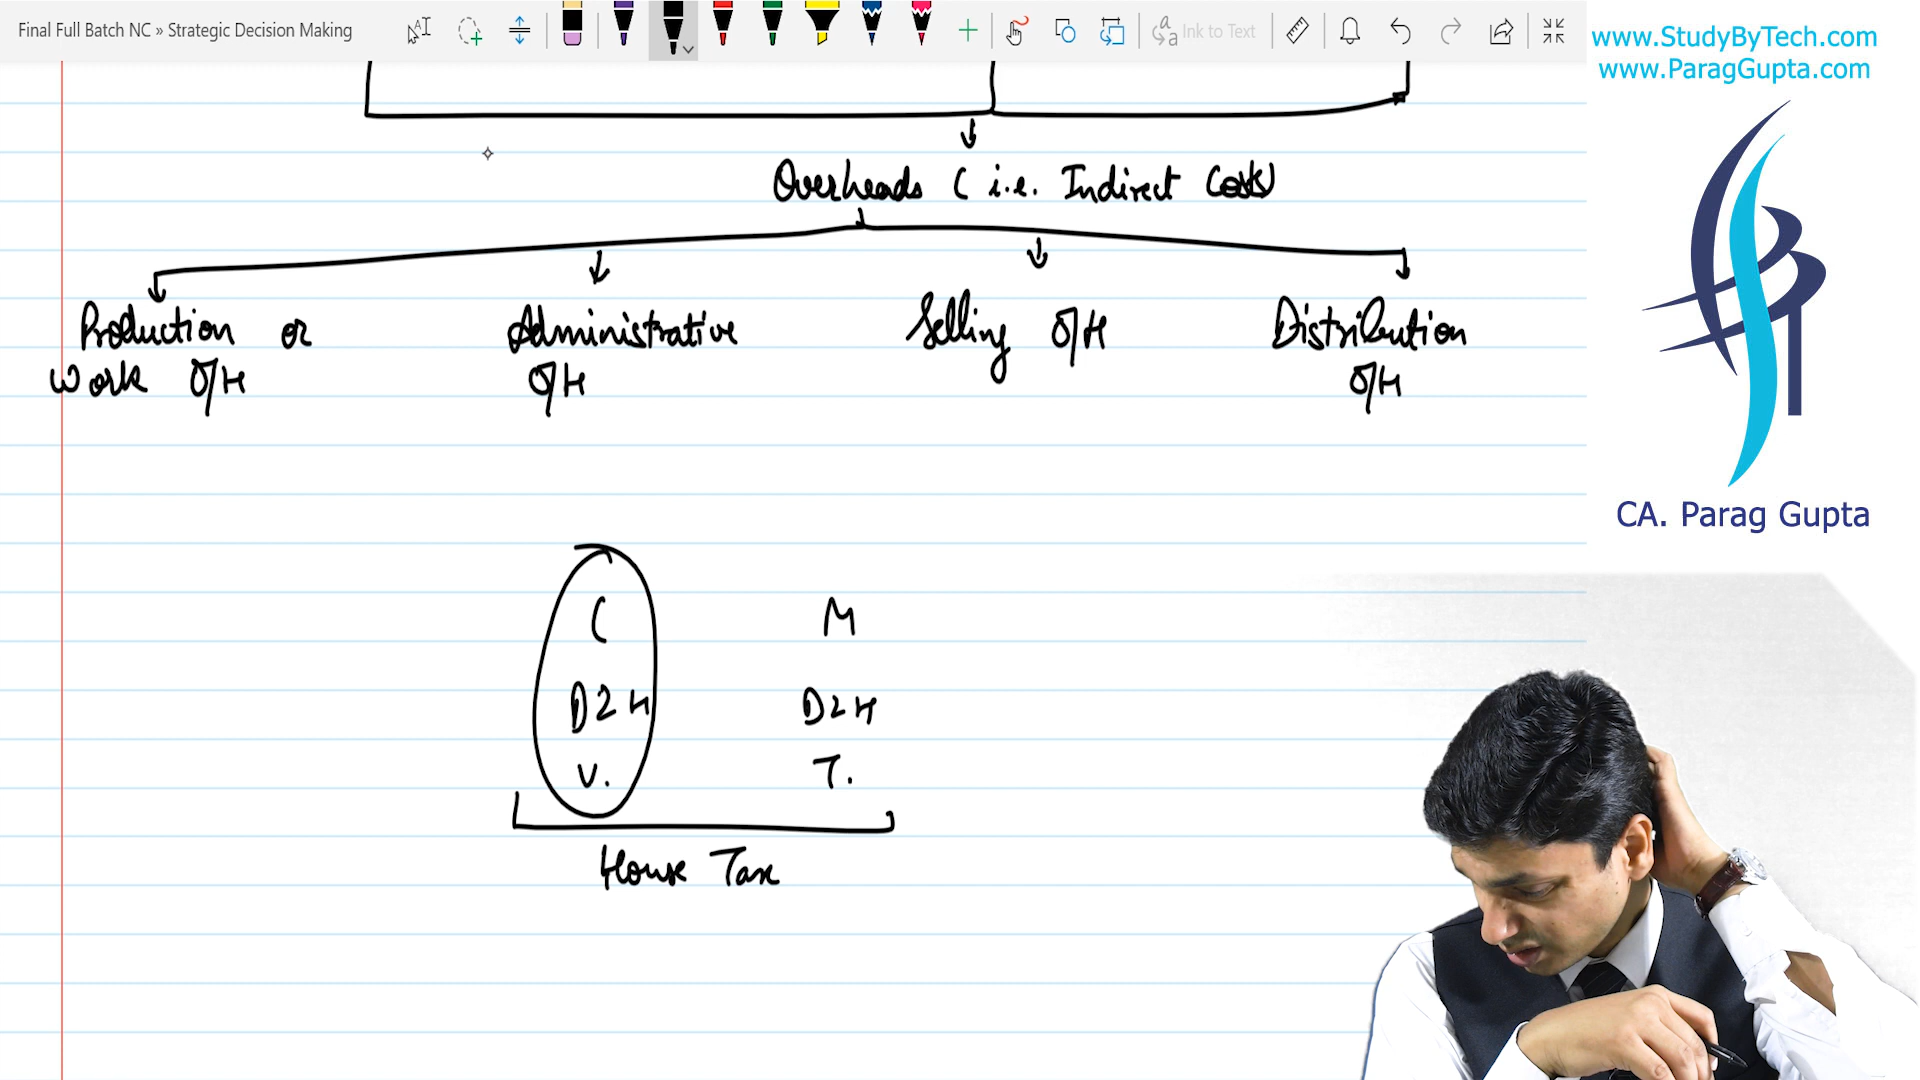 Final Full Batch NC » Strategic Decision Making
Ink to Text
www.StudyByTech.com
www.ParagGupta.com
Overheads (i.e. Indirect Costs)
Production or Work O/H
Administrative O/H
Selling O/H
Distribution O/H
CA. Parag Gupta
C M
D2H D2H
V. T.
House Tax